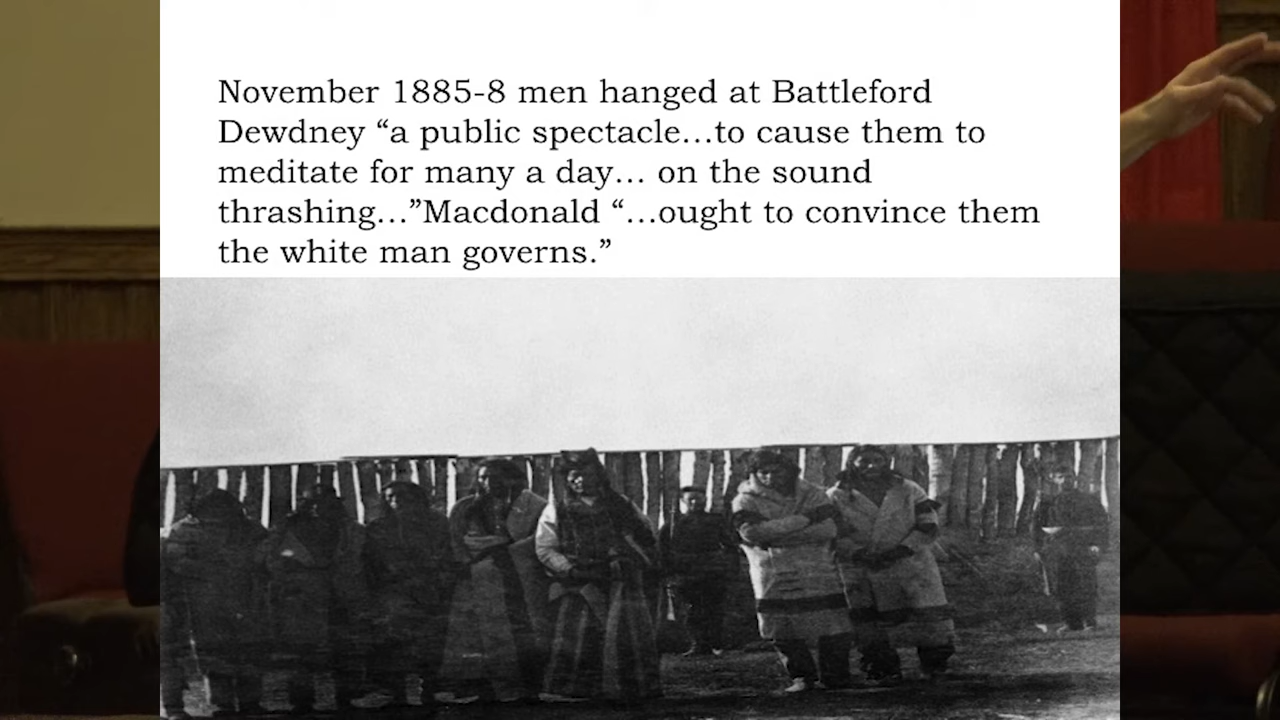 November 1885-8 men hanged at Battleford
Dewdney “a public spectacle…to cause them to
meditate for many a day… on the sound
thrashing…”Macdonald “…ought to convince them
the white man governs.”